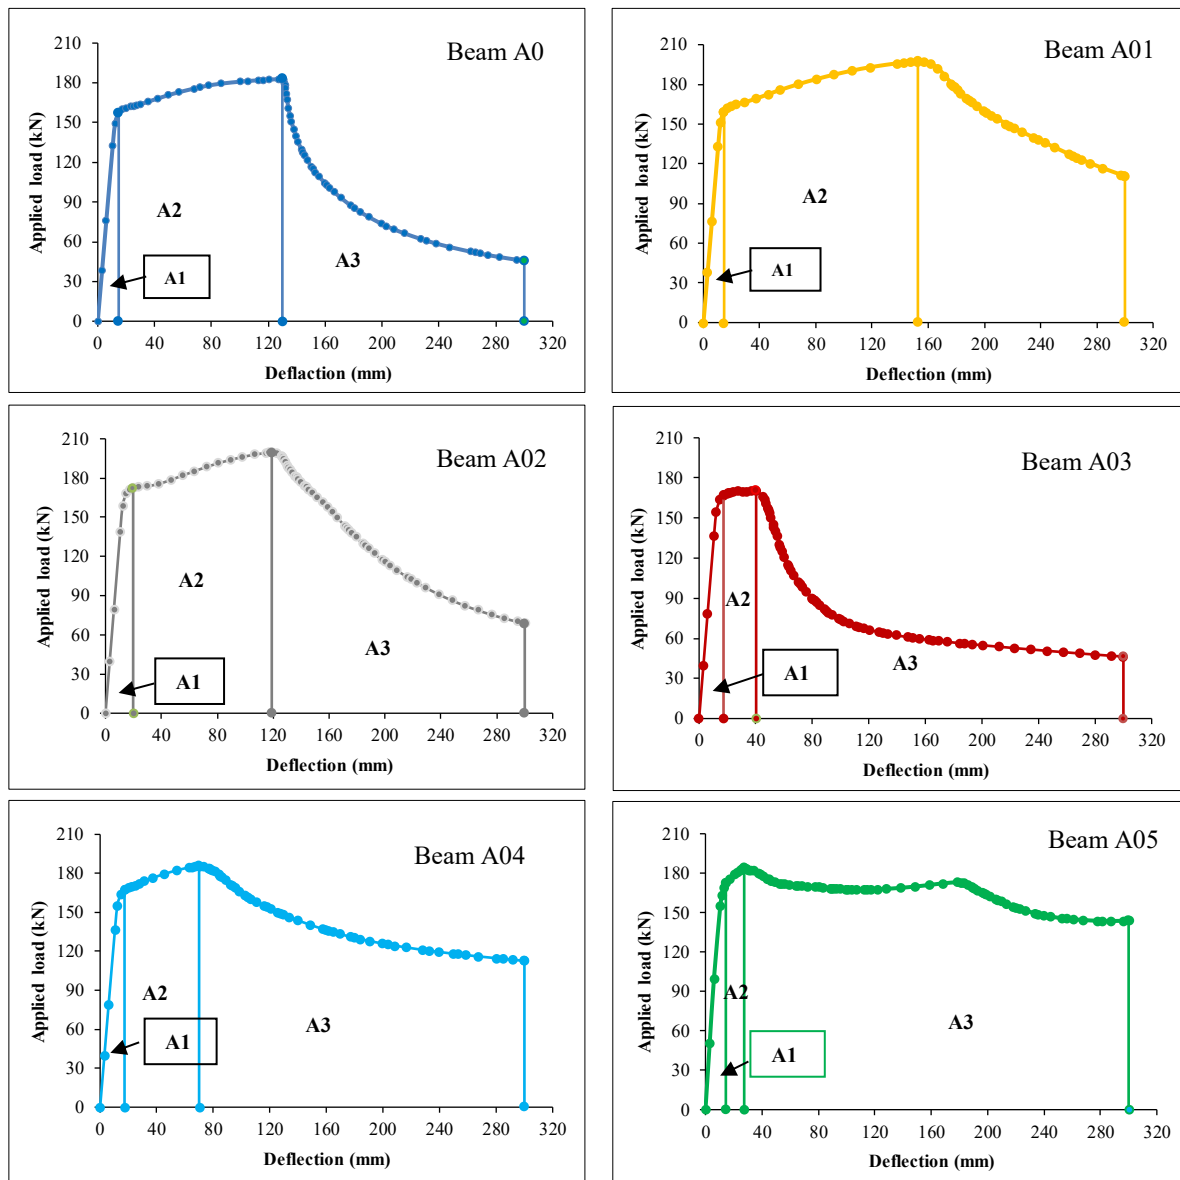 Beam A0
Applied load (kN)
210
180
150
120
90
60
30
0
A2
A1
A3
0 40 80 120 160 200 240 280 320
Deflaction (mm)
Beam A01
Applied load (kN)
210
180
150
120
90
60
30
0
A2
A1
0 40 80 120 160 200 240 280 320
Deflection (mm)
Beam A02
Applied load (kN)
210
180
150
120
90
60
30
0
A2
A3
A1
0 40 80 120 160 200 240 280 320
Deflection (mm)
Beam A03
Applied load (kN)
210
180
150
120
90
60
30
0
A2
A1
A3
0 40 80 120 160 200 240 280 320
Deflection (mm)
Beam A04
Applied load (kN)
210
180
150
120
90
60
30
0
A2
A3
A1
0 40 80 120 160 200 240 280 320
Deflection (mm)
Beam A05
Applied load (kN)
210
180
150
120
90
60
30
0
A2
A3
A1
0 40 80 120 160 200 240 280 320
Deflection (mm)